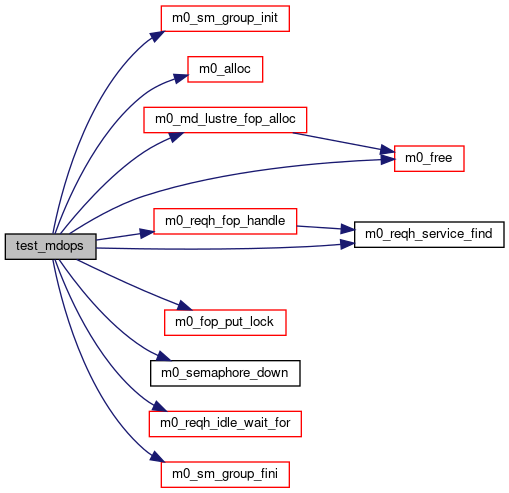 m0_sm_group_init
m0_alloc
m0_md_lustre_fop_alloc
m0_free
m0_reqh_fop_handle
m0_reqh_service_find
test_mdops
m0_fop_put_lock
m0_semaphore_down
m0_reqh_idle_wait_for
m0_sm_group_fini